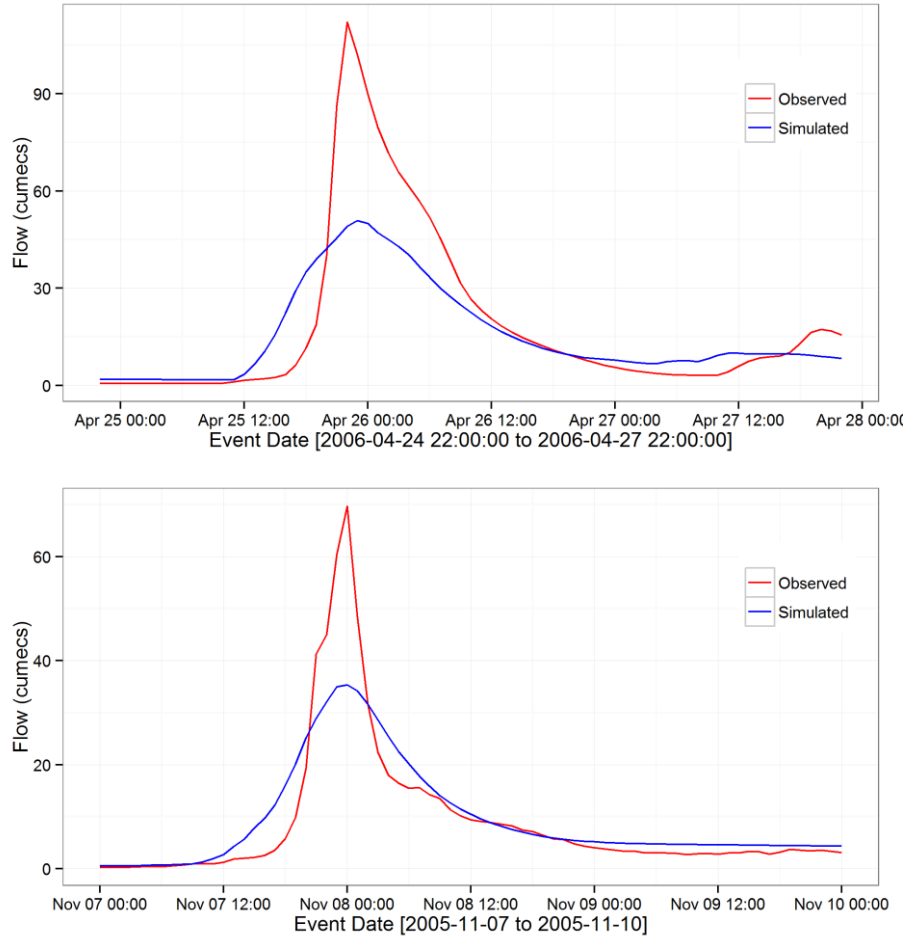 90
60
30
0
Flow (cumecs)
Observed
Simulated
Apr 25 00:00 Apr 25 12:00 Apr 26 00:00 Apr 26 12:00 Apr 27 00:00 Apr 27 12:00 Apr 28 00:00
Event Date [2006-04-24 22:00:00 to 2006-04-27 22:00:00]
60
40
20
0
Flow (cumecs)
Observed
Simulated
Nov 07 00:00 Nov 07 12:00 Nov 08 00:00 Nov 08 12:00 Nov 09 00:00 Nov 09 12:00 Nov 10 00:00
Event Date [2005-11-07 to 2005-11-10]